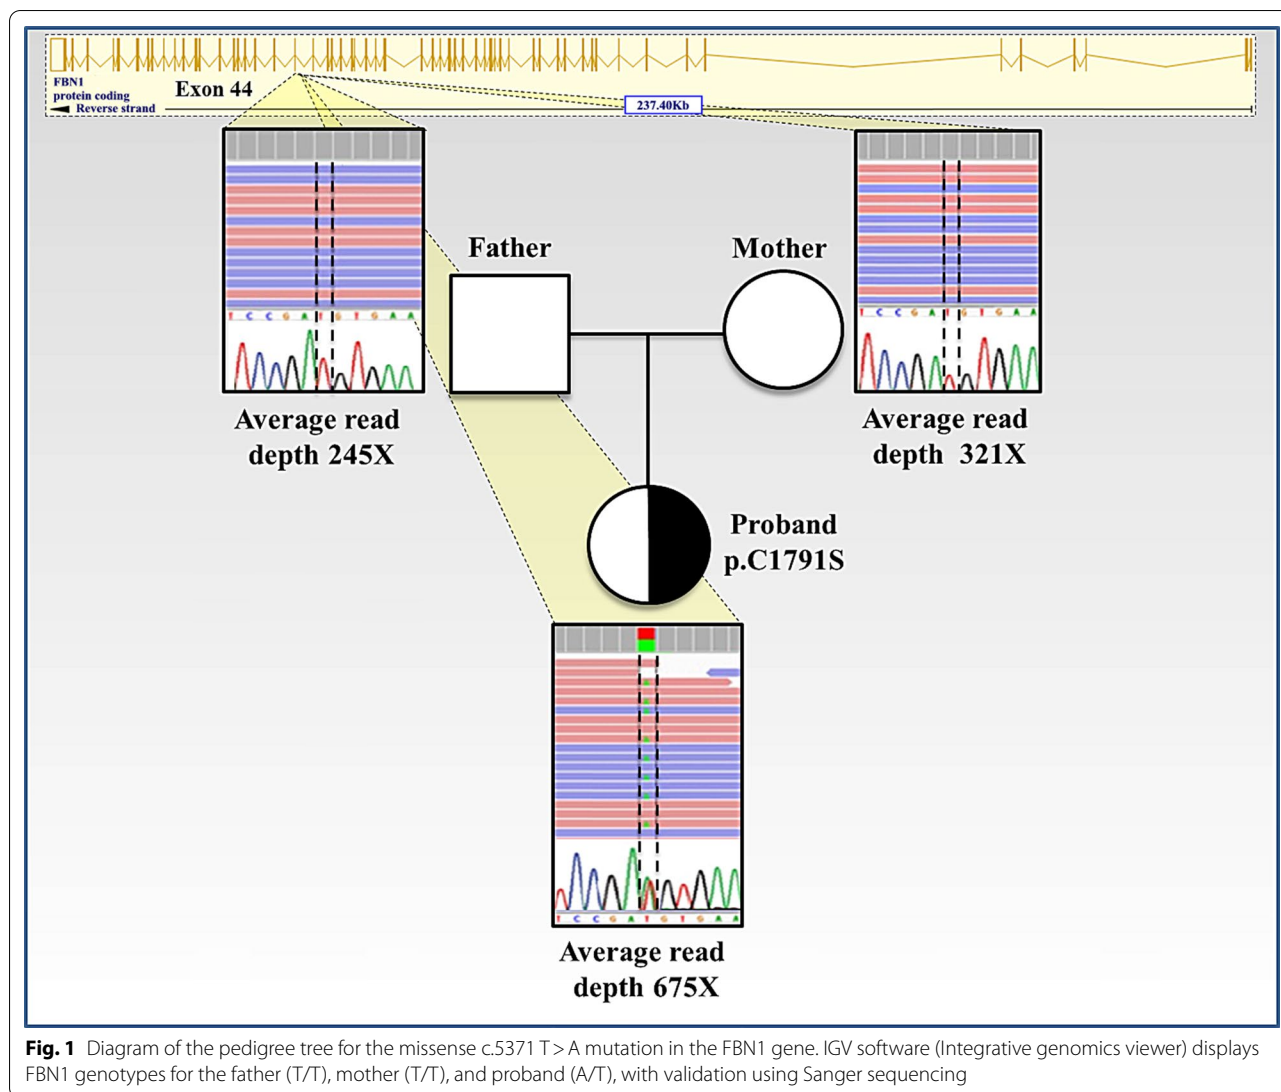 FBN1
protein coding
Reverse strand
Exon 44
237.40Kb
T C C G A T G T G A A
Average read
depth 245X
Father
Mother
T C C G A T G T G A A
Average read
depth 321X
Proband
p.C1791S
T C C G A T G T G A A
Average read
depth 675X
Fig. 1 Diagram of the pedigree tree for the missense c.5371 T > A mutation in the FBN1 gene. IGV software (Integrative genomics viewer) displays
FBN1 genotypes for the father (T/T), mother (T/T), and proband (A/T), with validation using Sanger sequencing